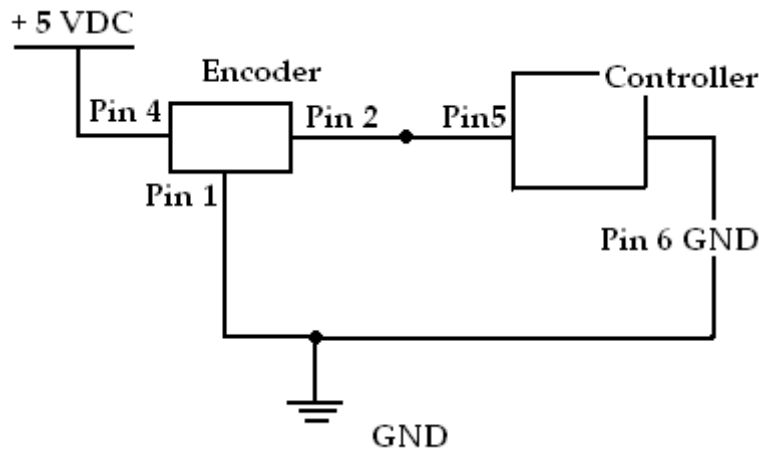 + 5 VDC
Encoder
Controller
Pin 4
Pin 2
Pin5
Pin 1
Pin 6 GND
GND